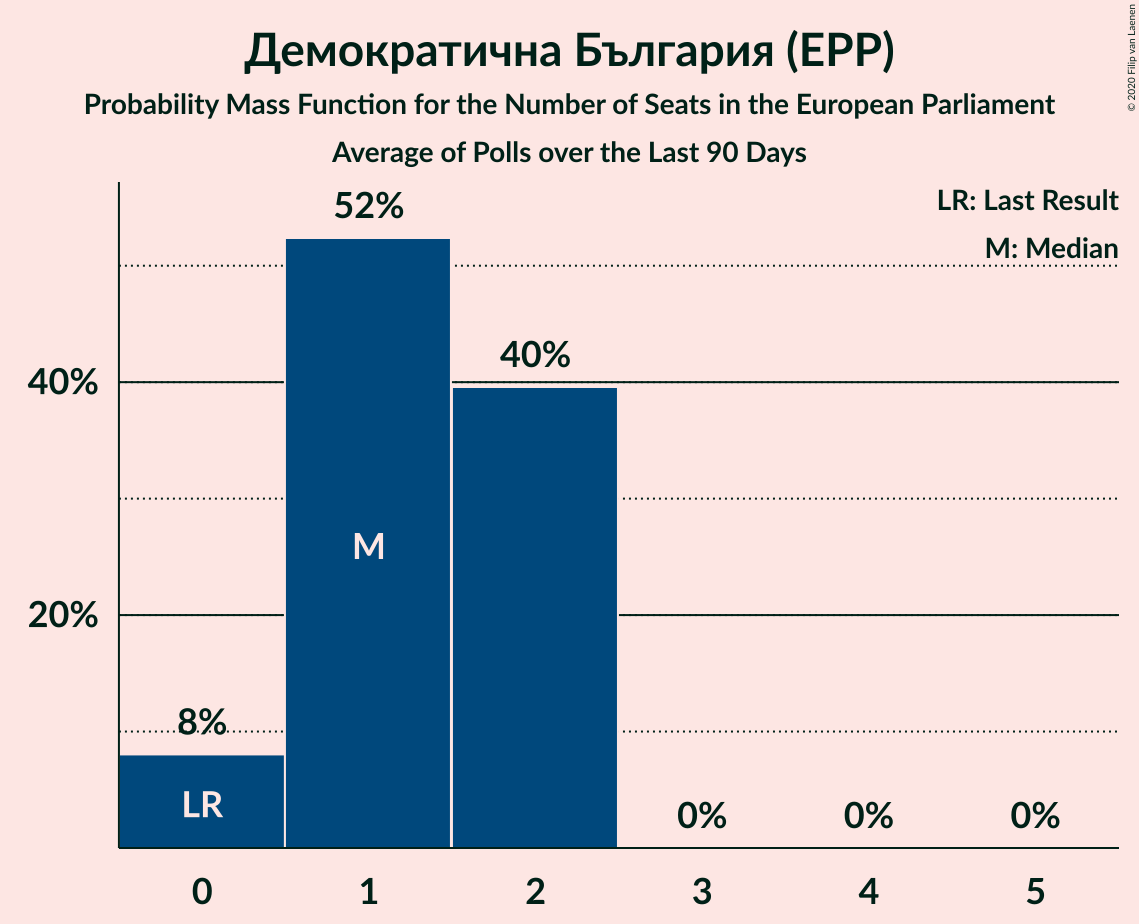 Демократична България (EPP)
Probability Mass Function for the Number of Seats in the European Parliament
Average of Polls over the Last 90 Days
© 2020 Filip van Laenen
LR: Last Result
M: Median
52%
40%
40%
M
20%
8%
LR
0%
0%
0%
0
1
2
3
4
5